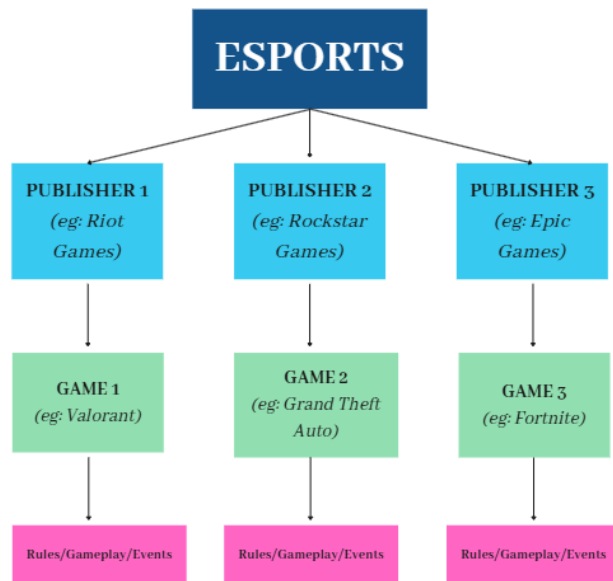 ESPORTS
PUBLISHER 1
(eg: Riot
Games)
PUBLISHER 2
(eg: Rockstar
Games)
PUBLISHER 3
(eg: Epic
Games)
GAME 1
(eg: Valorant)
GAME 2
(eg: Grand Theft
Auto)
GAME 3
(eg: Fortnite)
Rules/Gameplay/Events
Rules/Gameplay/Events
Rules/Gameplay/Events